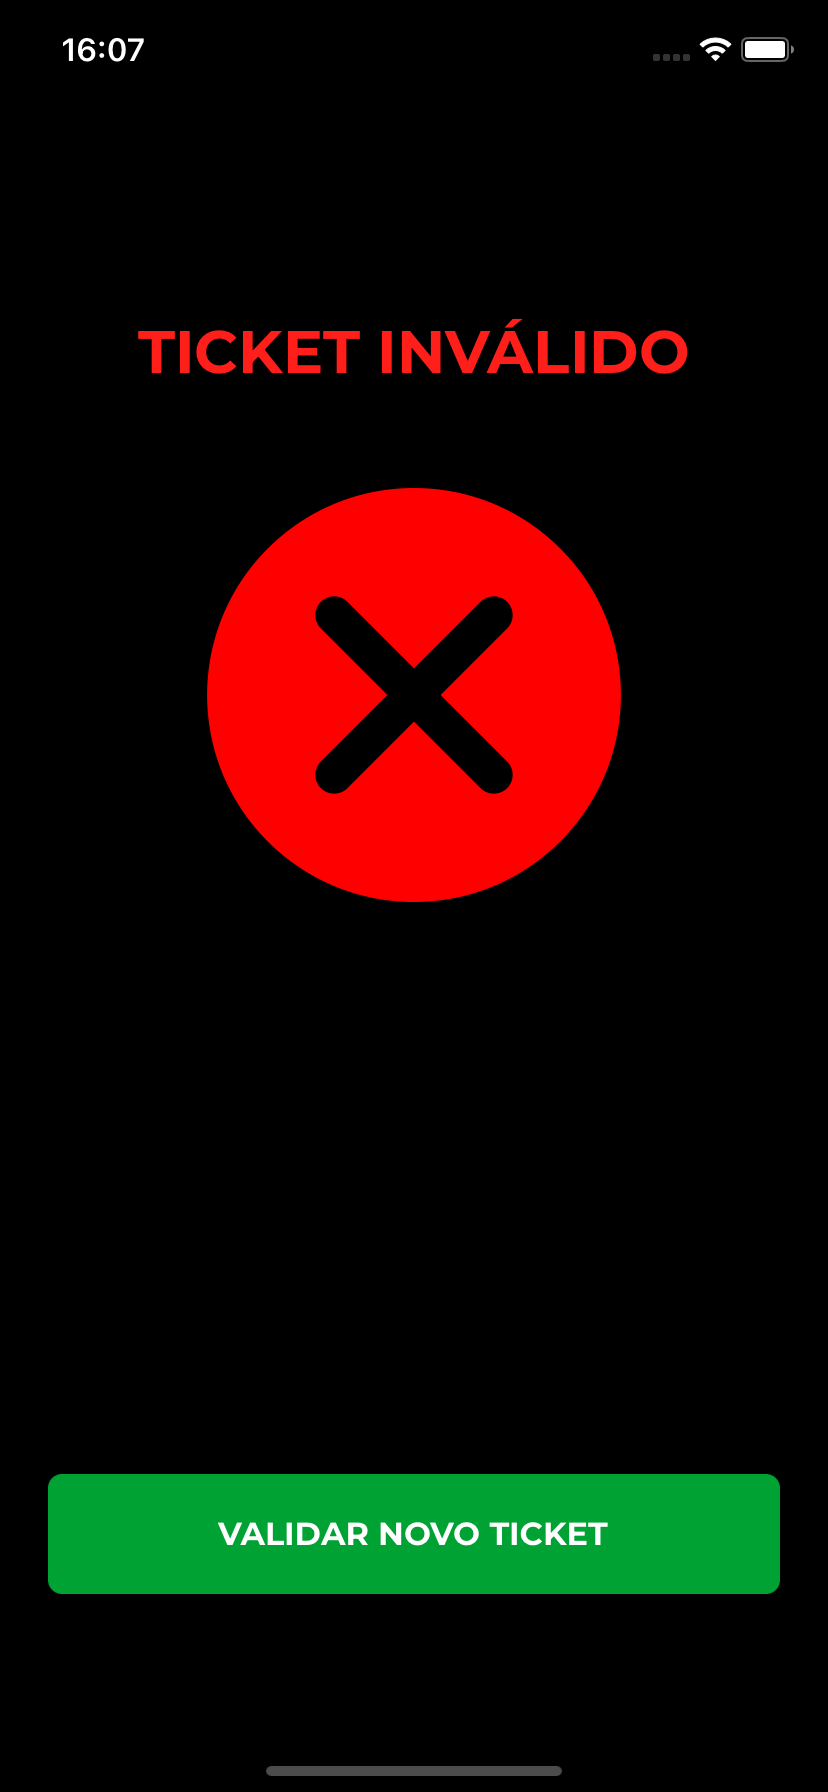 16:07
TICKET INVÁLIDO
VALIDAR NOVO TICKET